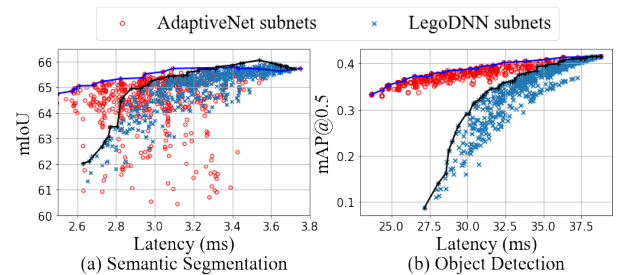 AdaptiveNet subnets LegoDNN subnets
mIoU
66
65
64
63
62
61
60
2.6 2.8 3.0 3.2 3.4 3.6 3.8
Latency (ms)
(a) Semantic Segmentation
mAP@0.5
0.4
0.3
0.2
0.1
25.0 27.5 30.0 32.5 35.0 37.5
Latency (ms)
(b) Object Detection